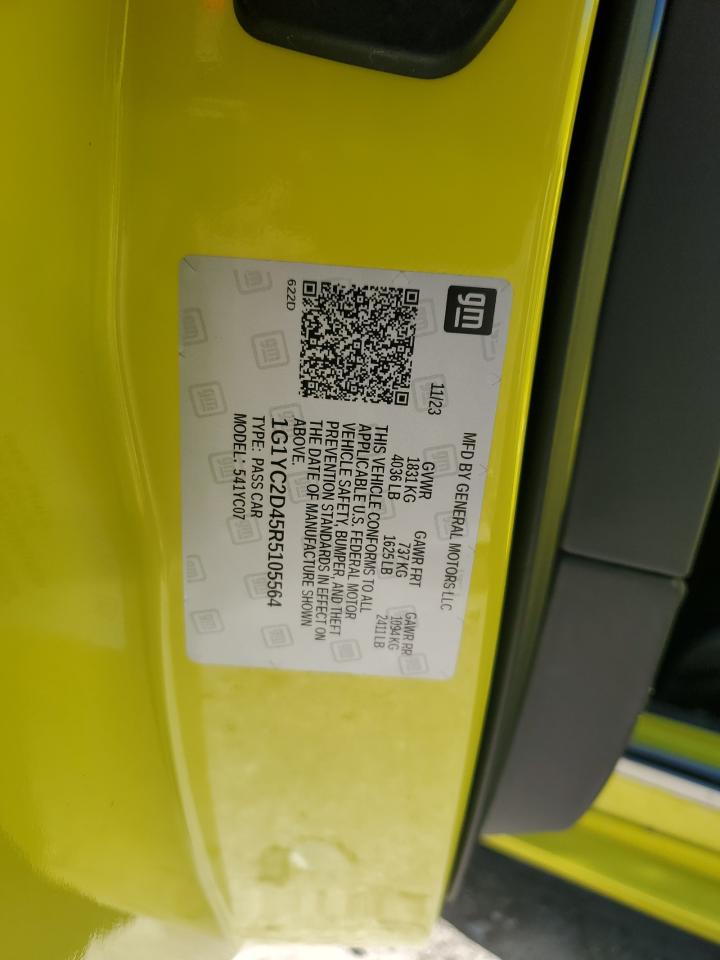 gm
MFD BY GENERAL MOTORS LLC
11/23
GVWR GAWR FRT GAWR RR
1831 KG 737 KG 1094 KG
4036 LB 1625 LB 2411 LB
THIS VEHICLE CONFORMS TO ALL
APPLICABLE U.S. FEDERAL MOTOR
VEHICLE SAFETY, BUMPER, AND THEFT
PREVENTION STANDARDS IN EFFECT ON
THE DATE OF MANUFACTURE SHOWN
ABOVE.
1G1YC2D45R5105564
TYPE: PASS CAR
MODEL: 541YC07
622D